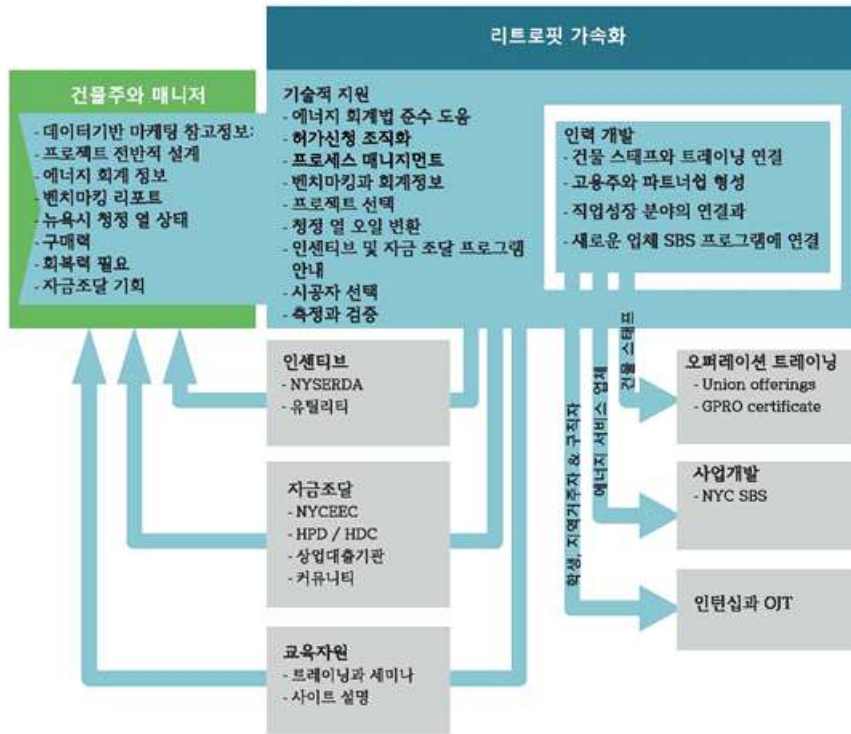 리트로핏 가속화
건물주와 매니저
- 데이터기반 마케팅 참고정보:
- 프로젝트 전반적 설계
- 에너지 회계 정보
- 벤치마킹 리포트
- 뉴욕시 청정 열 상태
- 구매력
- 회복력 필요
- 자금조달 기획
기술적 지원
- 에너지 회계법 준수 도움
- 허가신청 조직화
- 프로세스 매니지먼트
- 벤치마킹과 회계정보
- 프로젝트 선택
- 청정 열 오일 변환
- 인센티브 및 자금 조달 프로그램
안내
- 시공자 선택
- 측정과 검증
인력 개발
- 건물 스태프와 트레이닝 연결
- 고용주와 파트너쉽 형성
- 직업성장 분야의 연결과
- 새로운 업체 SBS 프로그램에 연결
인센티브
- NYSERDA
- 유틸리티
자금조달
- NYCEEC
- HPD / HDC
- 상업대출기관
- 커뮤니티
교육자원
- 트레이닝과 세미나
- 사이트 설명
학생, 지역거주자 & 구직자
에너지 서비스 업체
건물 스태프
오퍼레이션 트레이닝
- Union offerings
- GPRO certificate
사업개발
- NYC SBS
인턴십과 OJT